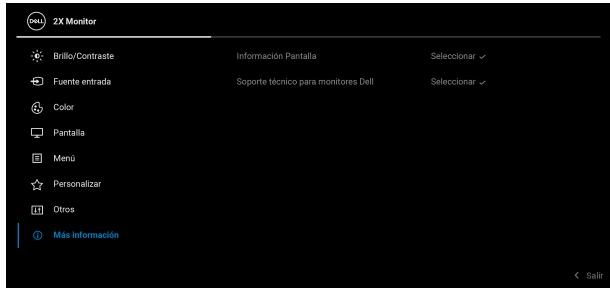 DELL 2X Monitor
Brillo/Contraste Información Pantalla Seleccionar
Fuente entrada Soporte técnico para monitores Dell Seleccionar
Color
Pantalla
Menú
Personalizar
Otros
Más información
Salir